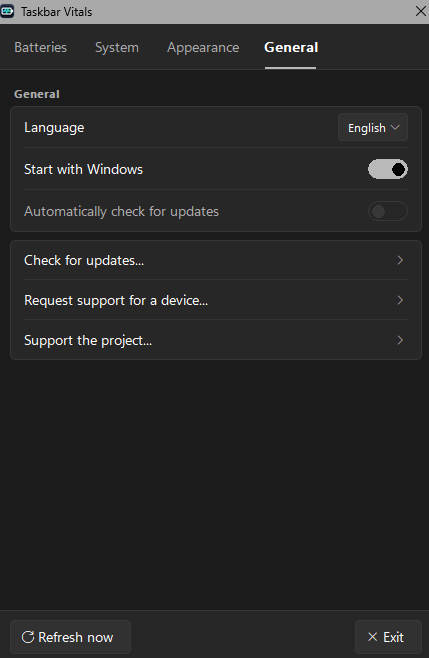 Taskbar Vitals
Batteries System Appearance General
General
Language English
Start with Windows
Automatically check for updates
Check for updates...
Request support for a device...
Support the project...
Refresh now Exit